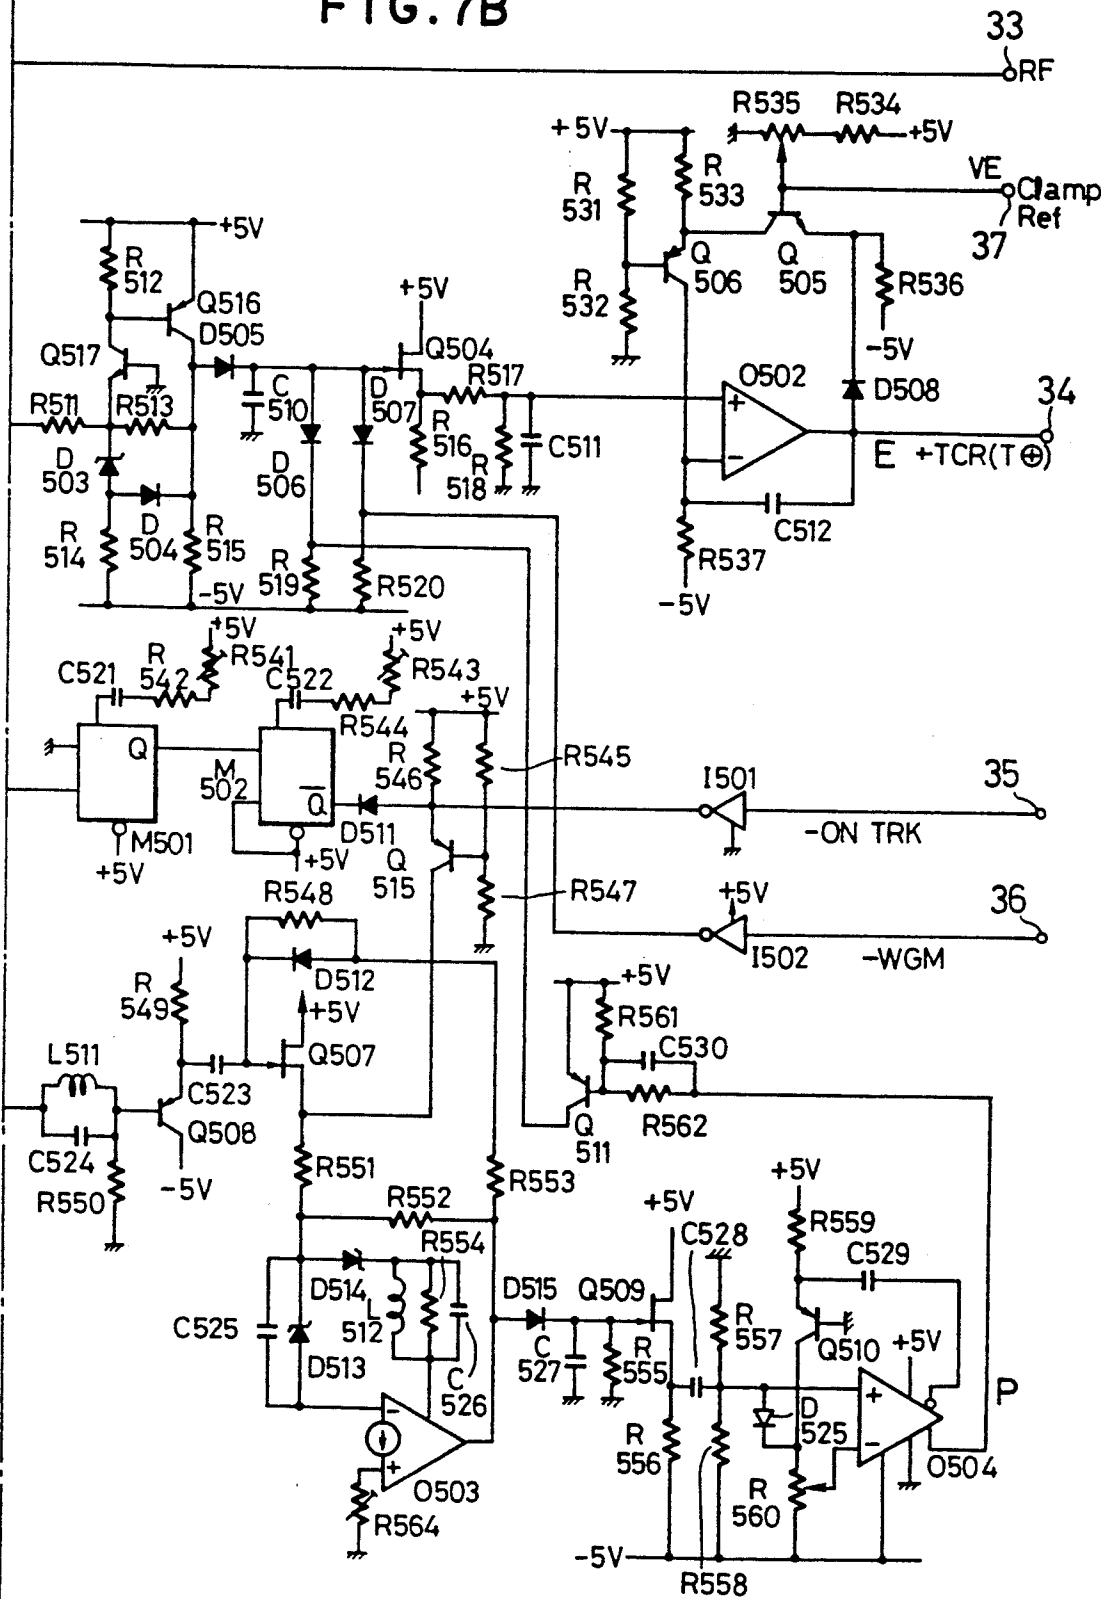 FIG. 7B
33
RF
R535
R534
+5V
+5V
VE
Clamp
Ref
37
R
531
R
533
Q
506
Q
505
R
532
R536
-5V
+5V
R
512
Q516
D505
+5V
Q517
Q504
R517
O502
D508
34
R511
R513
C
510
D
507
R
516
R
518
C511
+
-
E
+TCR(T⊕)
D
503
D
506
C512
D
504
R
514
R
515
R
519
R520
R537
-5V
-5V
+5V
R541
+5V
R543
C521
R
542
C522
R544
+5V
R
546
R545
Q
M
502
Q
M501
+5V
+5V
D511
Q
515
I501
-ON TRK
35
R547
+5V
I502
-WGM
36
R548
+5V
D512
R
549
+5V
Q507
+5V
R561
C530
L511
C523
Q508
R562
Q
511
C524
R550
-5V
R551
R553
R552
R554
+5V
C528
+5V
R559
C529
D514
L
512
D515
Q509
C525
D513
C
526
C
527
R
555
R
557
Q510
+5V
P
-
+
O503
R564
R
556
D
525
+
-
O504
R
560
-5V
R558